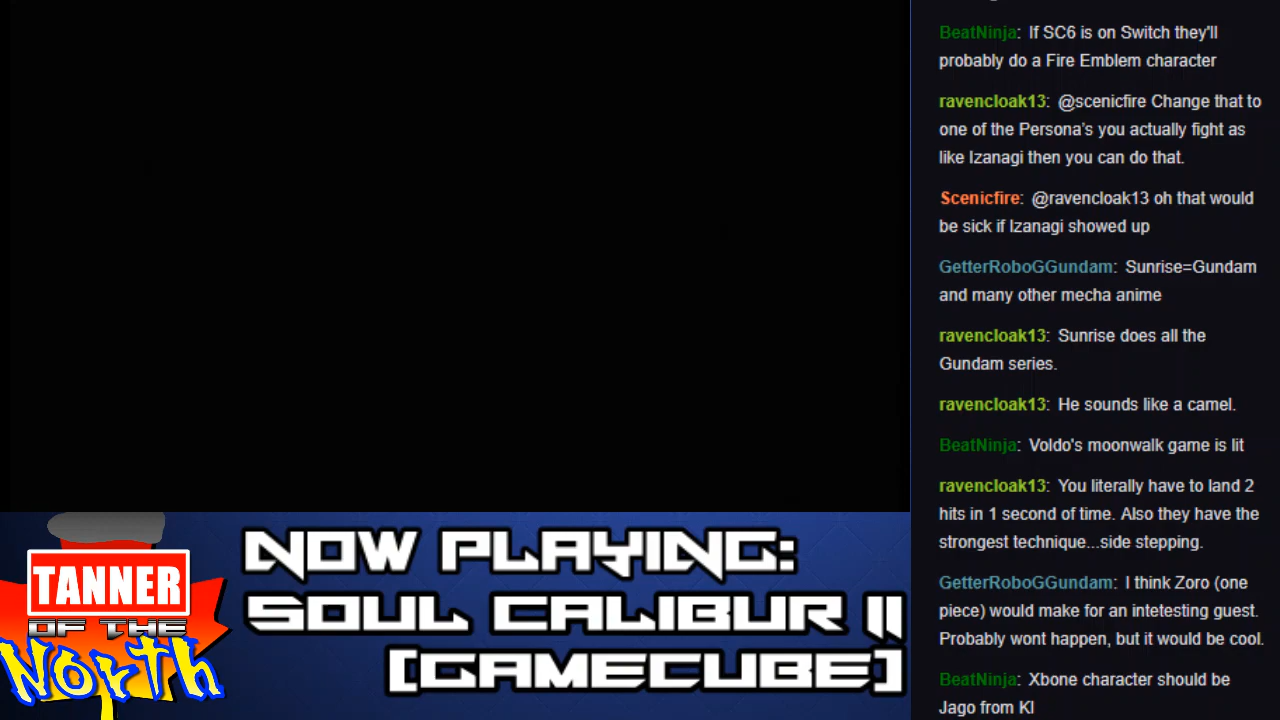 BeatNinja: If SC6 is on Switch they'll
probably do a Fire Emblem character
ravencloak13: @scenicfire Change that to
one of the Persona's you actually fight as
like Izanagi then you can do that.
Scenicfire: @ravencloak13 oh that would
be sick if Izanagi showed up
GetterRoboGGundam: Sunrise=Gundam
and many other mecha anime
ravencloak13: Sunrise does all the
Gundam series.
ravencloak13: He sounds like a camel.
BeatNinja: Voldo's moonwalk game is lit
ravencloak13: You literally have to land 2
hits in 1 second of time. Also they have the
strongest technique...side stepping.
GetterRoboGGundam: I think Zoro (one
piece) would make for an intetesting guest.
Probably wont happen, but it would be cool.
BeatNinja: Xbone character should be
Jago from KI
TANNER
OF THE
North
NOW PLAYING:
SOUL CALIBUR II
[GAMECUBE]